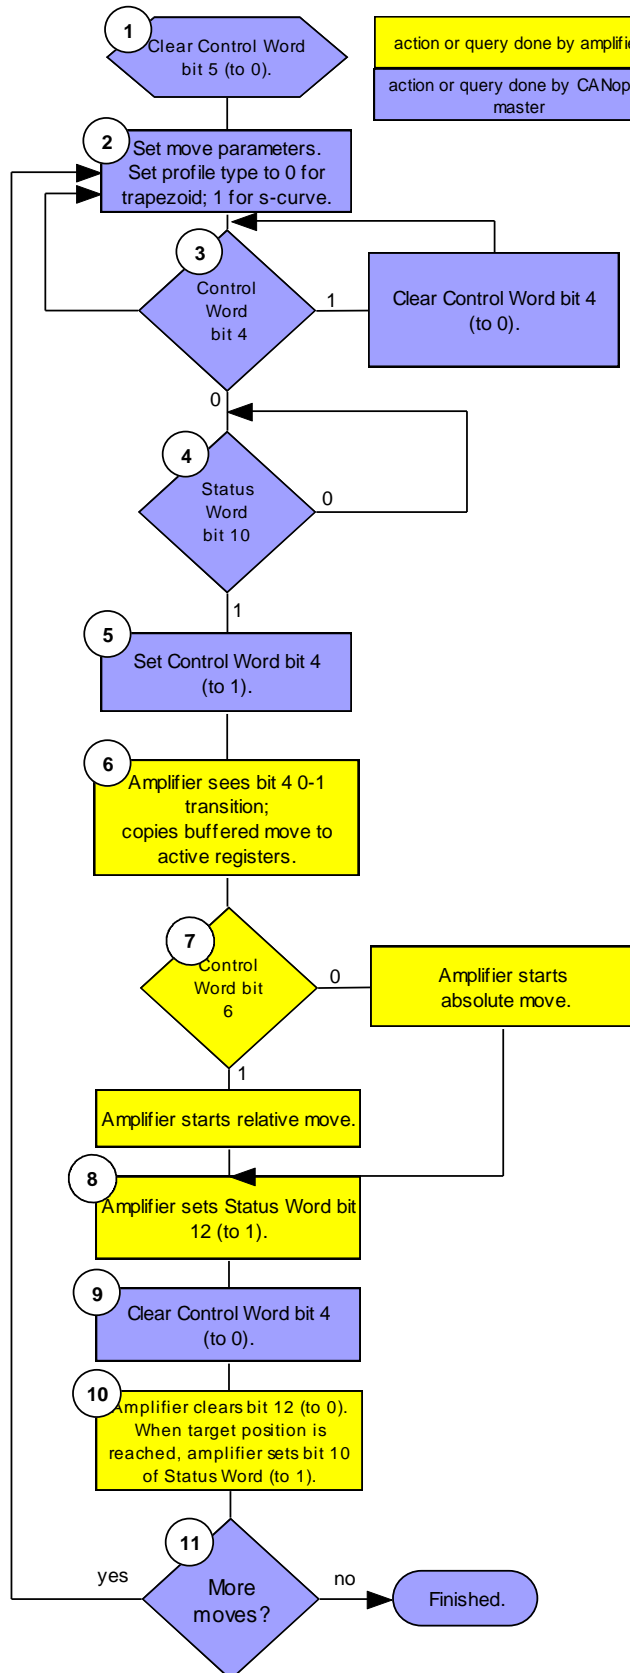 1
Clear Control Word
bit 5 (to 0).
action or query done by amplifie
action or query done by CANop
master
2
Set move parameters.
Set profile type to 0 for
trapezoid; 1 for s-curve.
3
Control
Word
bit 4
1
Clear Control Word bit 4
(to 0).
0
4
Status
Word
bit 10
0
1
5
Set Control Word bit 4
(to 1).
6
Amplifier sees bit 4 0-1
transition;
copies buffered move to
active registers.
7
Control
Word bit
6
0
Amplifier starts
absolute move.
1
Amplifier starts relative move.
8
Amplifier sets Status Word bit
12 (to 1).
9
Clear Control Word bit 4
(to 0).
10
Amplifier clears bit 12 (to 0).
When target position is
reached, amplifier sets bit 10
of Status Word (to 1).
11
yes
More
moves?
no
Finished.